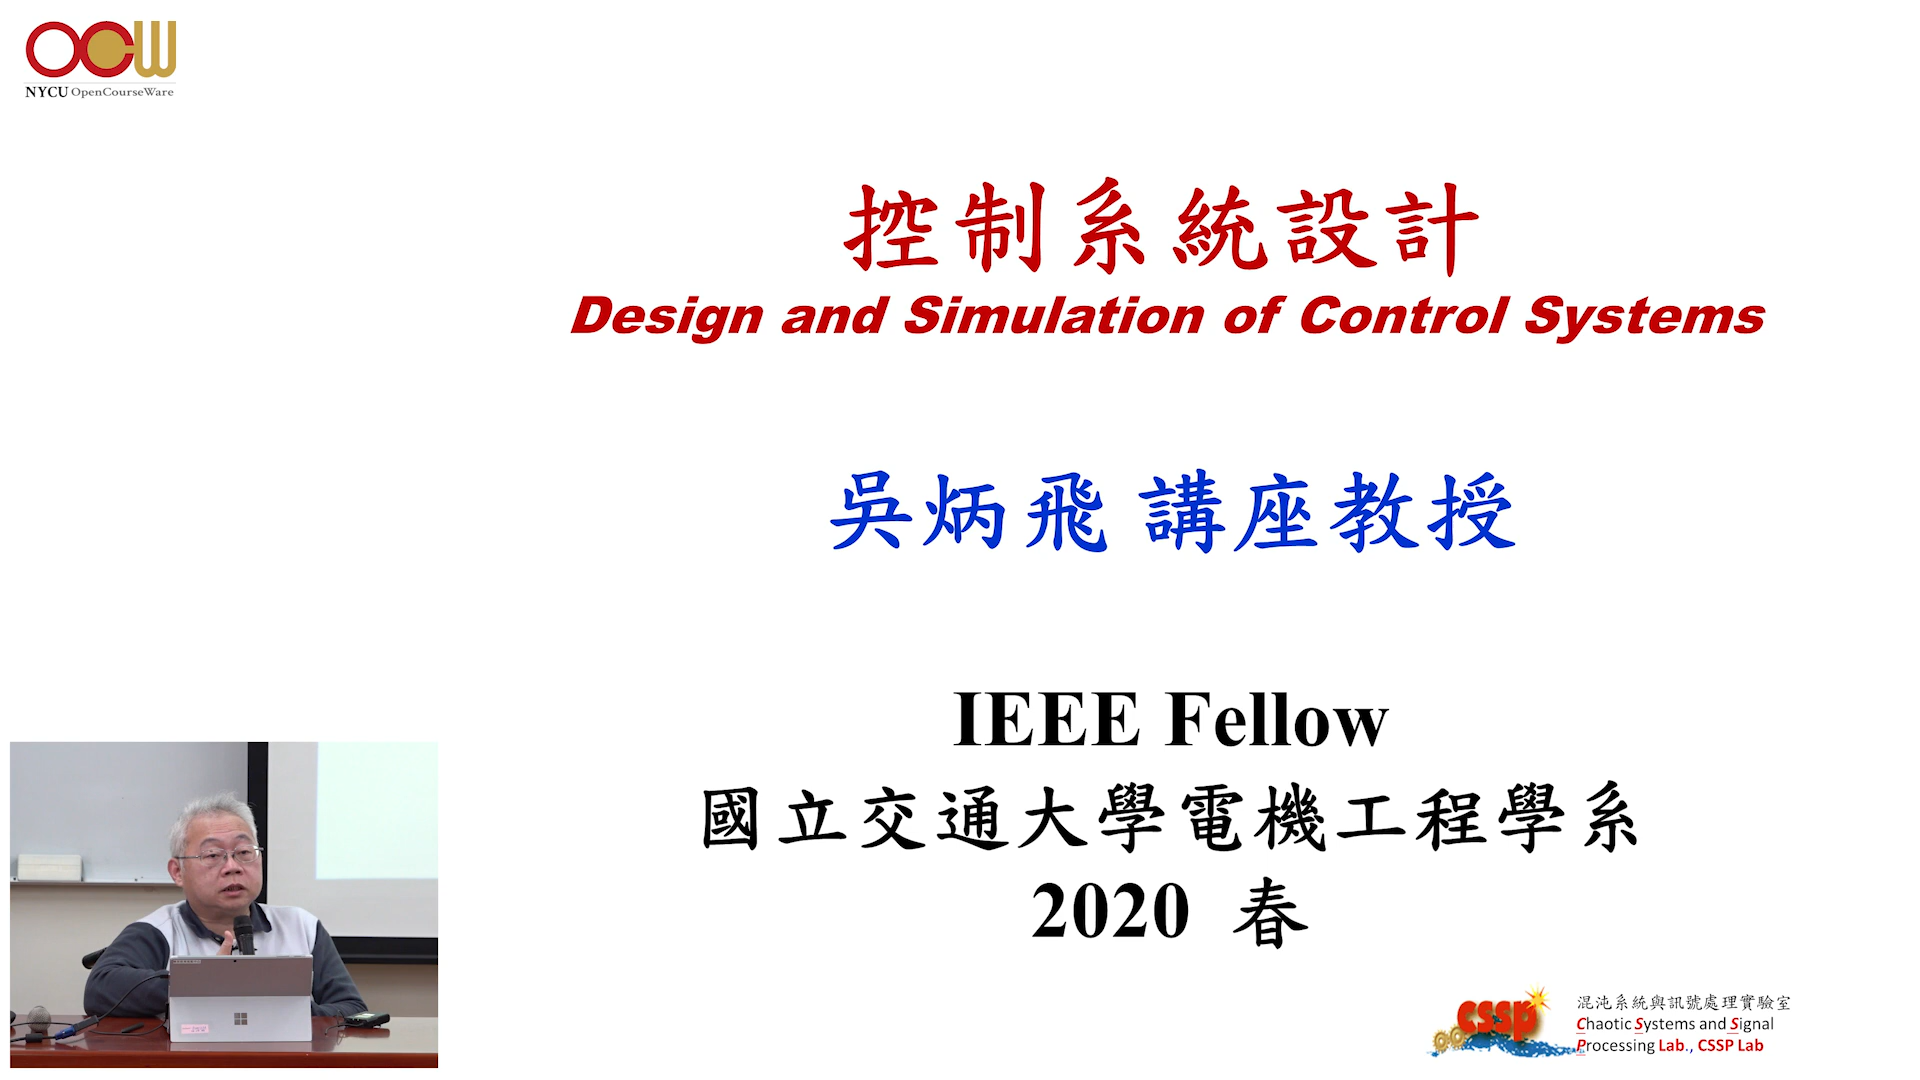 OCW
NYCU OpenCourseWare
控制系統設計
Design and Simulation of Control Systems
吳炳飛 講座教授
IEEE Fellow
國立交通大學電機工程學系
2020 春
cssp
混沌系統與訊號處理實驗室
Chaotic Systems and Signal
Processing Lab., CSSP Lab